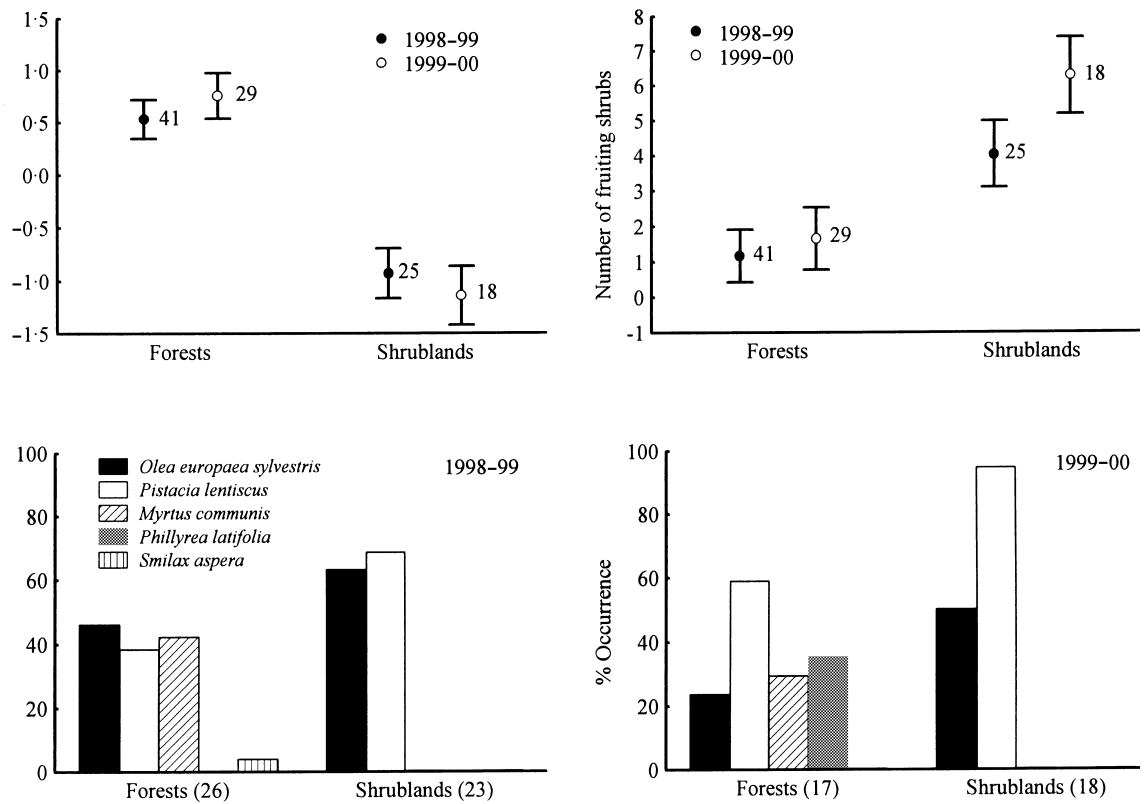 1·5
1·0
0·5
0·0
−0·5
−1·0
−1·5
1998−99
1999−00
41
29
25
18
Forests
Shrublands
Number of fruiting shrubs
8
7
6
5
4
3
2
1
0
-1
1998−99
1999−00
41
29
25
18
Forests
Shrublands
100
80
60
40
20
0
Olea europaea sylvestris
Pistacia lentiscus
Myrtus communis
Phillyrea latifolia
Smilax aspera
1998−99
Forests (26)
Shrublands (23)
% Occurrence
100
80
60
40
20
0
1999−00
Forests (17)
Shrublands (18)